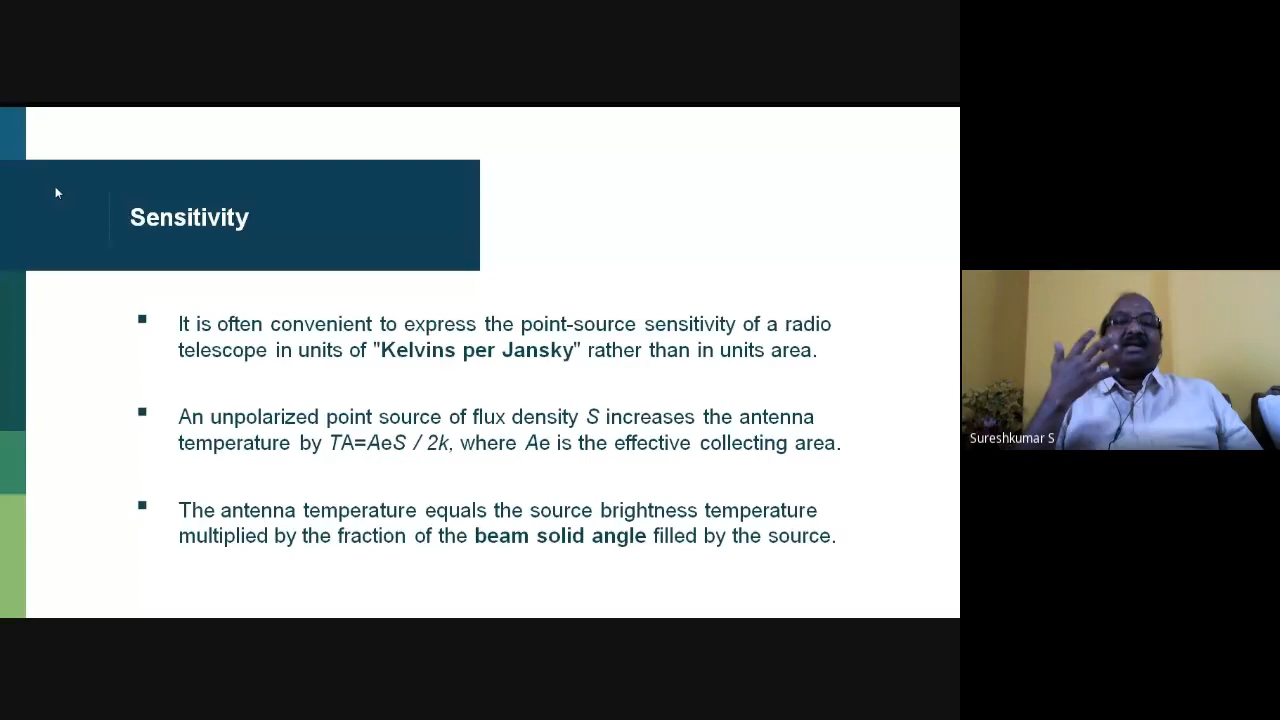 Sensitivity
▪ It is often convenient to express the point-source sensitivity of a radio
telescope in units of "Kelvins per Jansky" rather than in units area.
▪ An unpolarized point source of flux density S increases the antenna
temperature by TA=AeS / 2k, where Ae is the effective collecting area.
▪ The antenna temperature equals the source brightness temperature
multiplied by the fraction of the beam solid angle filled by the source.
Sureshkumar S